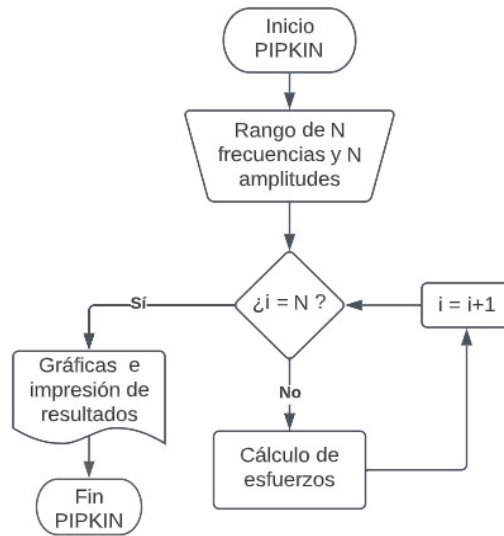 Inicio
PIPKIN
Rango de N
frecuencias y N
amplitudes
¿i = N ?
i = i+1
Sí
Gráficas e
impresión de
resultados
No
Cálculo de
esfuerzos
Fin
PIPKIN